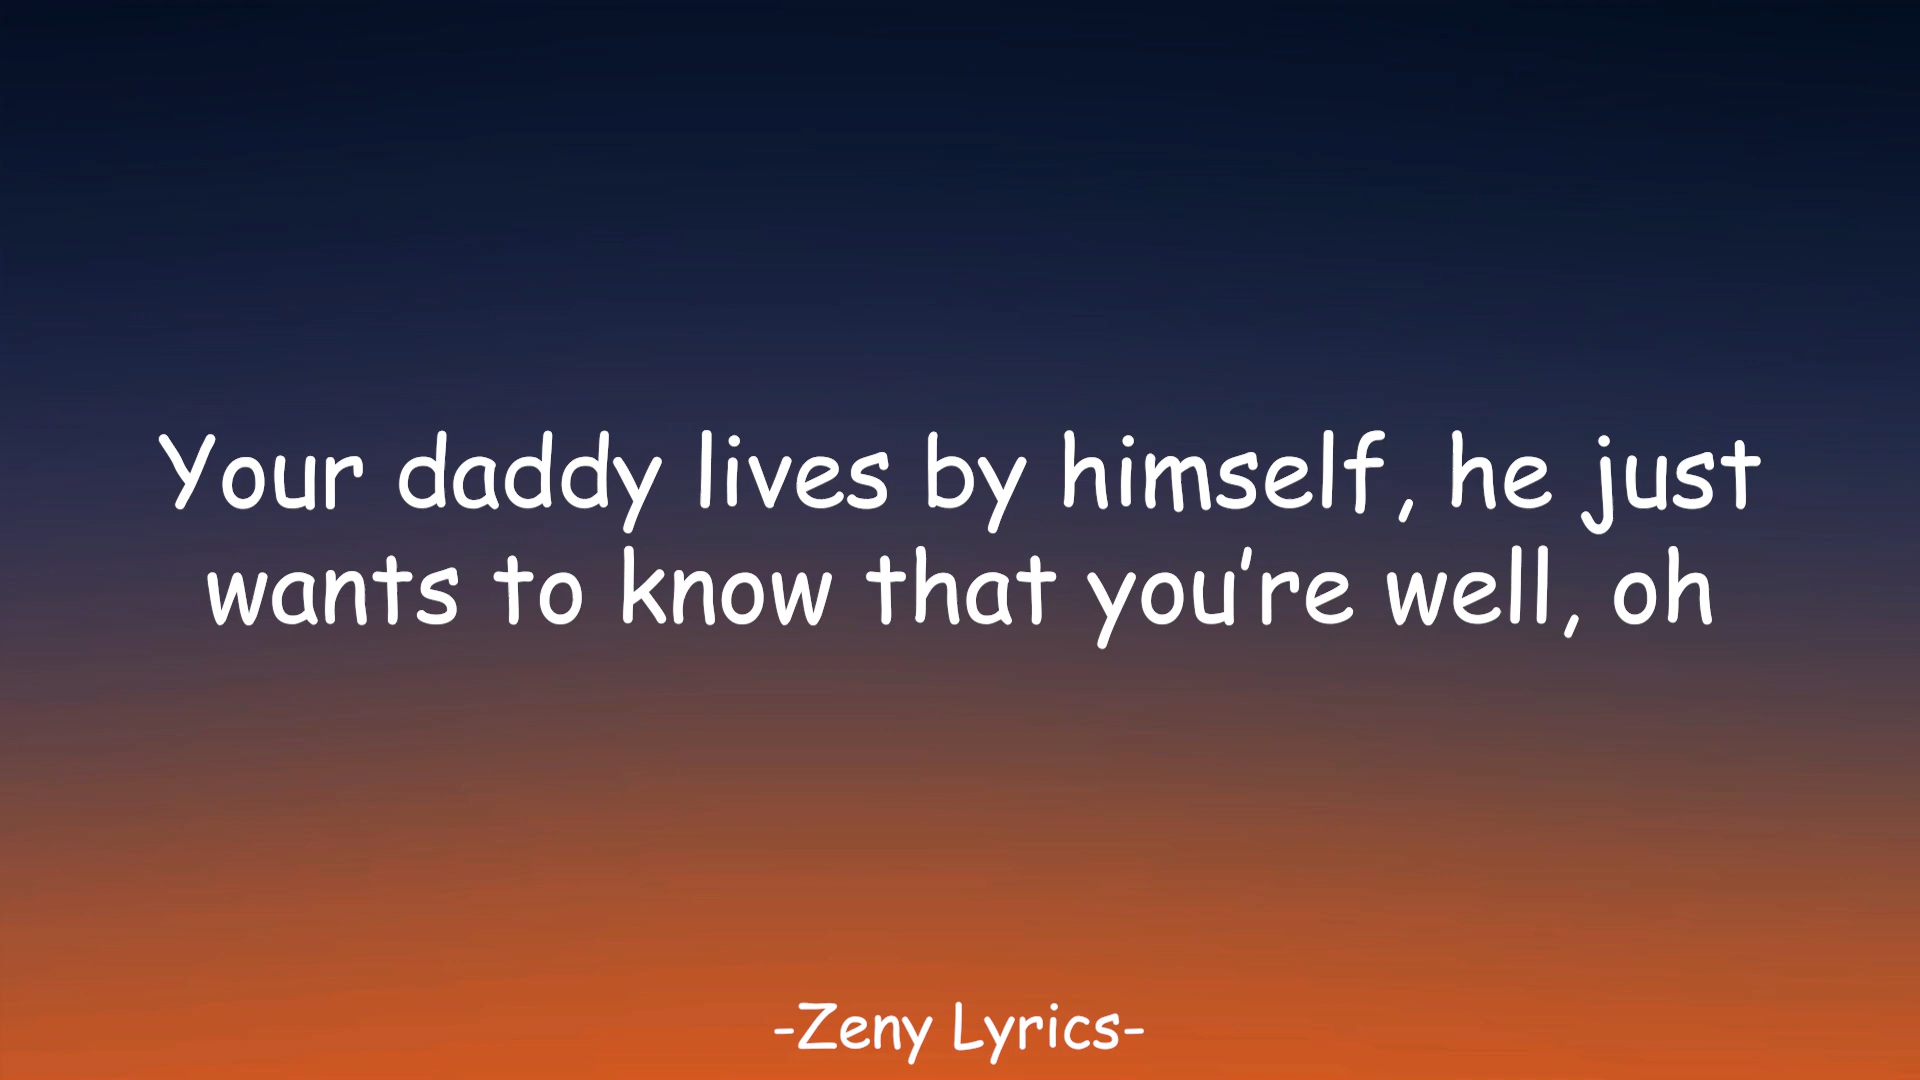 Your daddy lives by himself, he just
wants to know that you’re well, oh
-Zeny Lyrics-